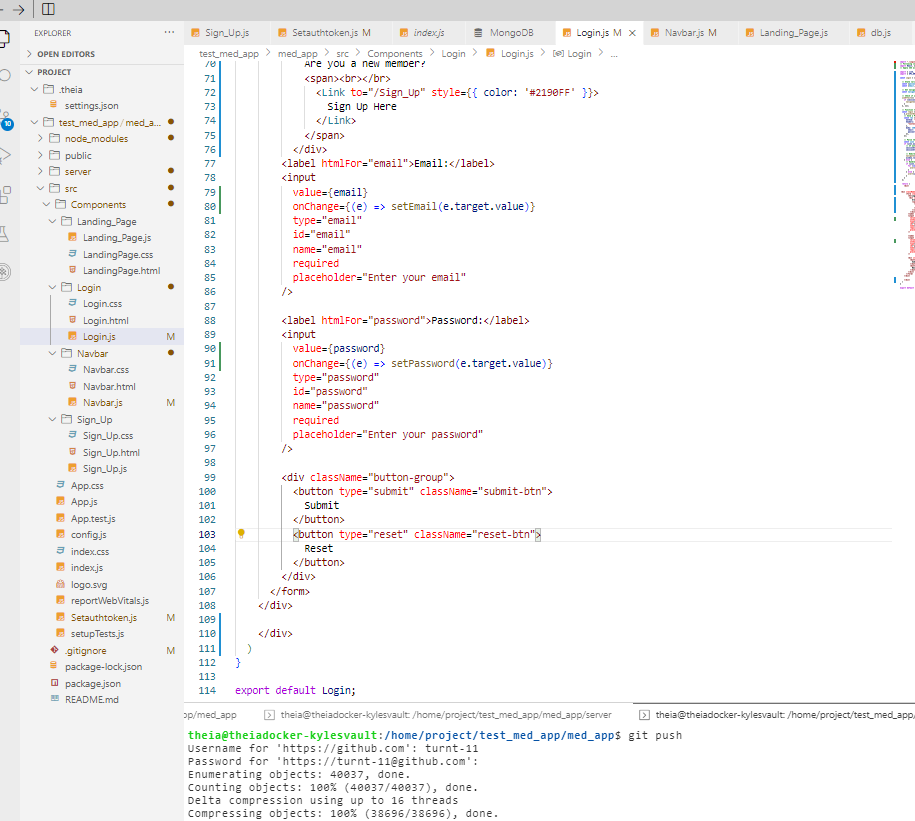 EXPLORER
OPEN EDITORS
PROJECT
.theia
settings.json
test_med_app / med_a...
node_modules
public
server
src
Components
Landing_Page
Landing_Page.js
LandingPage.css
LandingPage.html
Login
Login.css
Login.html
Login.js M
Navbar
Navbar.css
Navbar.html
Navbar.js M
Sign_Up
Sign_Up.css
Sign_Up.html
Sign_Up.js
App.css
App.js
App.test.js
config.js
index.css
index.js
logo.svg
reportWebVitals.js
Setauthtoken.js M
setupTests.js
.gitignore M
package-lock.json
package.json
README.md
10
Sign_Up.js Setauthtoken.js M index.js MongoDB Login.js M × Navbar.js M Landing_Page.js db.js
test_med_app > med_app > src > Components > Login > Login.js > Login > ...
70 Are you a new member?
71 <span><br></br>
72 <Link to="/Sign_Up" style={{ color: '#2190FF' }}>
73 Sign Up Here
74 </Link>
75 </span>
76 </div>
77 <label htmlFor="email">Email:</label>
78 <input
79 value={email}
80 onChange={(e) => setEmail(e.target.value)}
81 type="email"
82 id="email"
83 name="email"
84 required
85 placeholder="Enter your email"
86 />
87
88 <label htmlFor="password">Password:</label>
89 <input
90 value={password}
91 onChange={(e) => setPassword(e.target.value)}
92 type="password"
93 id="password"
94 name="password"
95 required
96 placeholder="Enter your password"
97 />
98
99 <div className="button-group">
100 <button type="submit" className="submit-btn">
101 Submit
102 </button>
103 <button type="reset" className="reset-btn">
104 Reset
105 </button>
106 </div>
107 </form>
108 </div>
109
110 </div>
111 )
112 }
113
114 export default Login;
pp/med_app theia@theiadocker-kylesvault: /home/project/test_med_app/med_app/server theia@theiadocker-kylesvault: /home/project/test_med_app/
theia@theiadocker-kylesvault:/home/project/test_med_app/med_app$ git push
Username for 'https://github.com': turnt-11
Password for 'https://turnt-11@github.com':
Enumerating objects: 40037, done.
Counting objects: 100% (40037/40037), done.
Delta compression using up to 16 threads
Compressing objects: 100% (38696/38696), done.